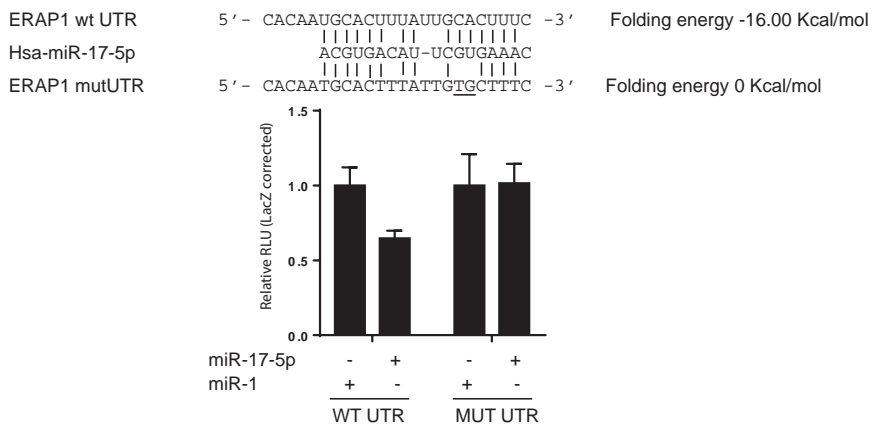 ERAP1 wt UTR 5'- CACAAUGCACUUUAUUGCACUUUC -3' Folding energy -16.00 Kcal/mol
Hsa-miR-17-5p ACGUGACAU-UCGUGAAAC
ERAP1 mutUTR 5'- CACAATGCACTTTATTGTGCTTTC -3' Folding energy 0 Kcal/mol
Relative RLU (LacZ corrected)
1.5
1.0
0.5
0.0
miR-17-5p - + - +
miR-1 + - + -
WT UTR MUT UTR